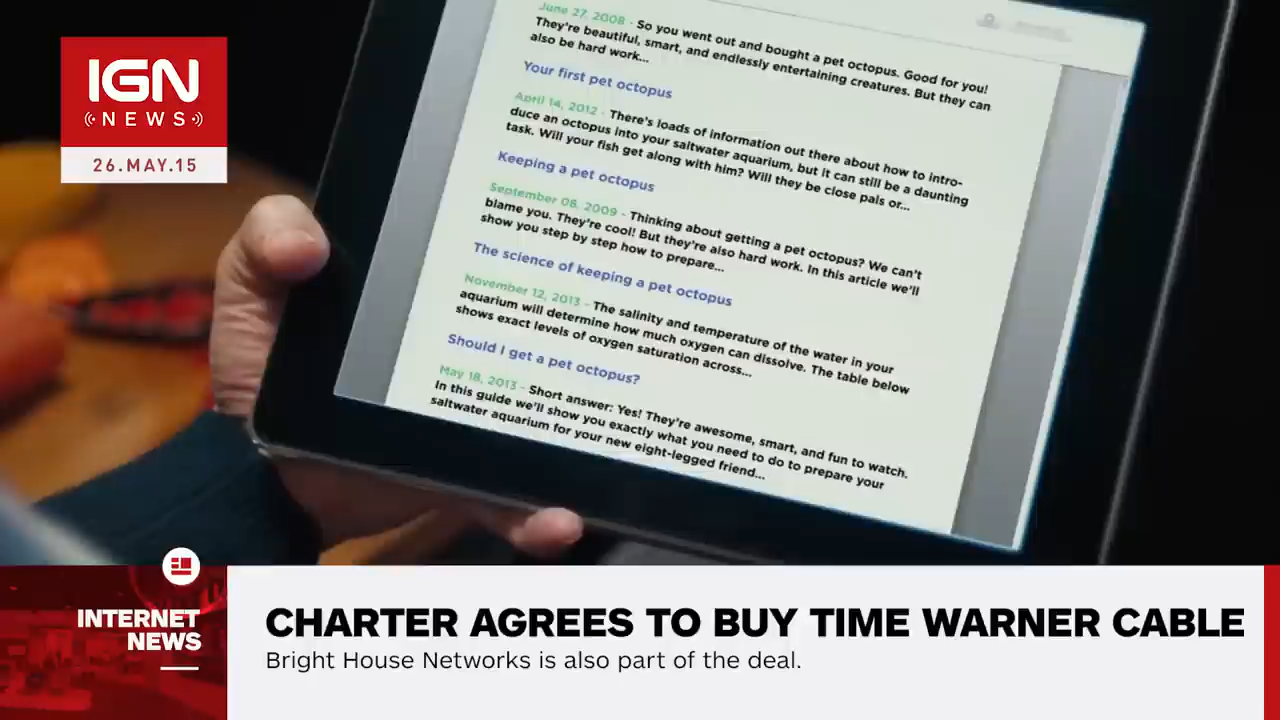 IGN
NEWS
26.MAY.15
June 27, 2008 - So you went out and bought a pet octopus. Good for you!
They're beautiful, smart, and endlessly entertaining creatures. But they can
also be hard work...
Your first pet octopus
April 14, 2012 - There's loads of information out there about how to intro-
duce an octopus into your saltwater aquarium, but it can still be a daunting
task. Will your fish get along with him? Will they be close pals or...
Keeping a pet octopus
September 08, 2009 - Thinking about getting a pet octopus? We can't
blame you. They're cool! But they're also hard work. In this article we'll
show you step by step how to prepare...
The science of keeping a pet octopus
November 12, 2013 - The salinity and temperature of the water in your
aquarium will determine how much oxygen can dissolve. The table below
shows exact levels of oxygen saturation across...
Should I get a pet octopus?
May 18, 2013 - Short answer: Yes! They're awesome, smart, and fun to watch.
In this guide we'll show you exactly what you need to do to prepare your
saltwater aquarium for your new eight-legged friend...
INTERNET
NEWS
CHARTER AGREES TO BUY TIME WARNER CABLE
Bright House Networks is also part of the deal.